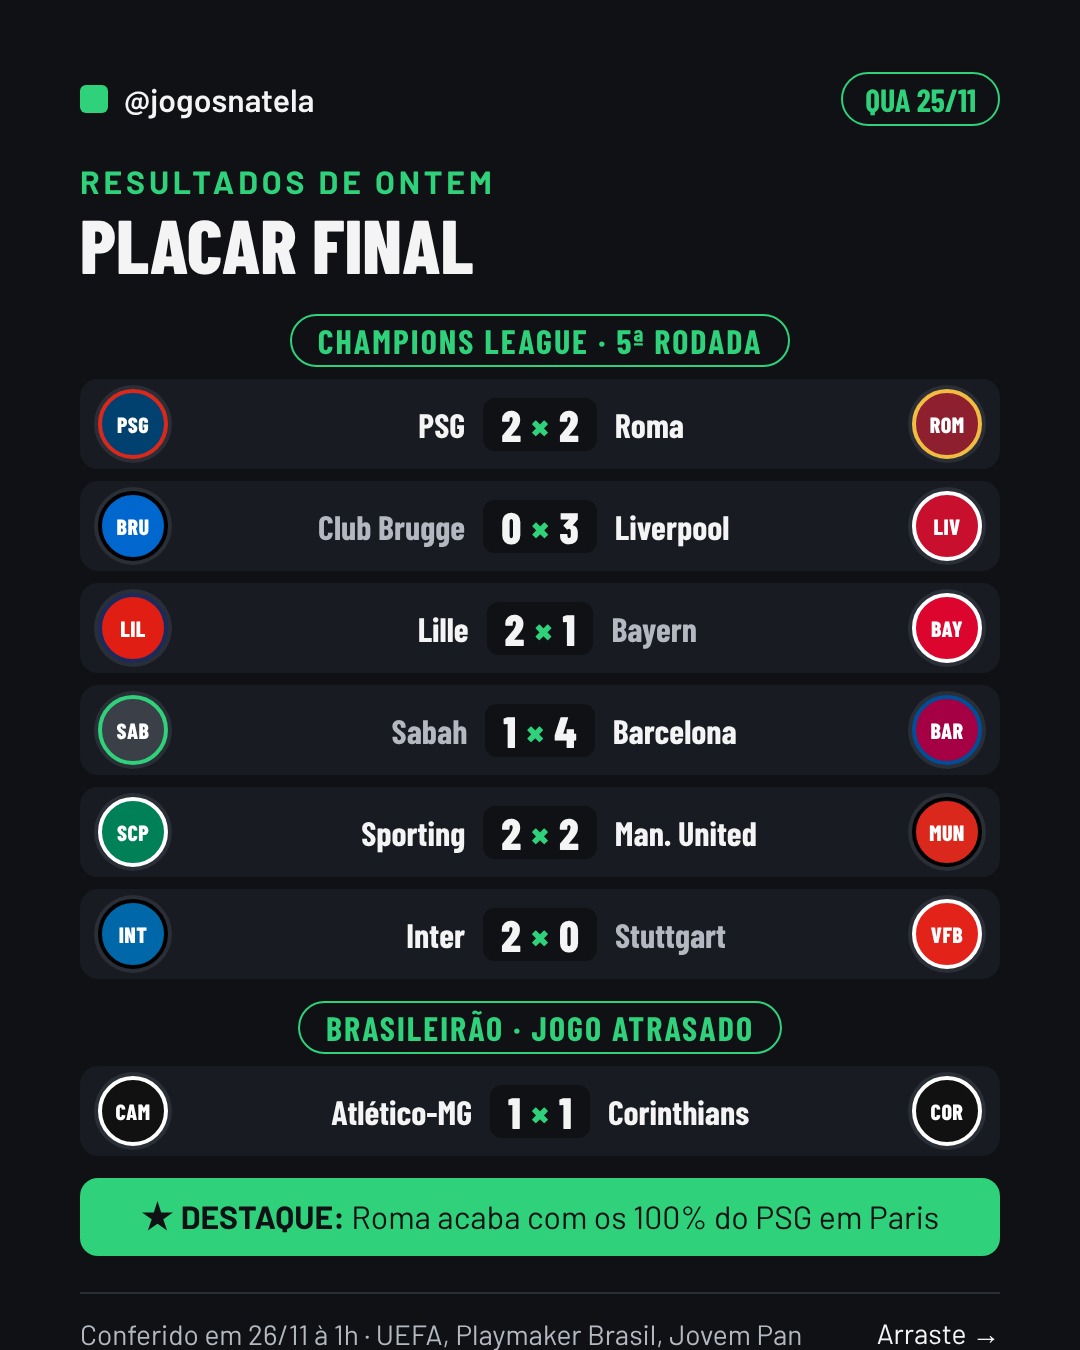 @jogosnatela QUA 25/11
RESULTADOS DE ONTEM
PLACAR FINAL
CHAMPIONS LEAGUE · 5ª RODADA
PSG PSG 2 × 2 Roma ROM
BRU Club Brugge 0 × 3 Liverpool LIV
LIL Lille 2 × 1 Bayern BAY
SAB Sabah 1 × 4 Barcelona BAR
SCP Sporting 2 × 2 Man. United MUN
INT Inter 2 × 0 Stuttgart VFB
BRASILEIRÃO · JOGO ATRASADO
CAM Atlético-MG 1 × 1 Corinthians COR
★ DESTAQUE: Roma acaba com os 100% do PSG em Paris
Conferido em 26/11 à 1h · UEFA, Playmaker Brasil, Jovem Pan Arraste →